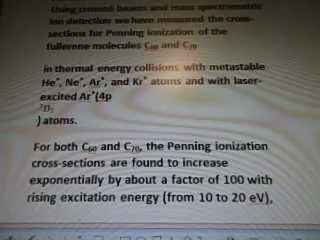 Using crossed beams and mass spectrometric
ion detection we have measured the cross-
sections for Penning ionization of the
fullerene molecules C₆₀ and C₇₀
in thermal energy collisions with metastable
He*, Ne*, Ar*, and Kr* atoms and with laser-
excited Ar*(4p
³D₃
) atoms.
For both C₆₀ and C₇₀, the Penning ionization
cross-sections are found to increase
exponentially by about a factor of 100 with
rising excitation energy (from 10 to 20 eV),